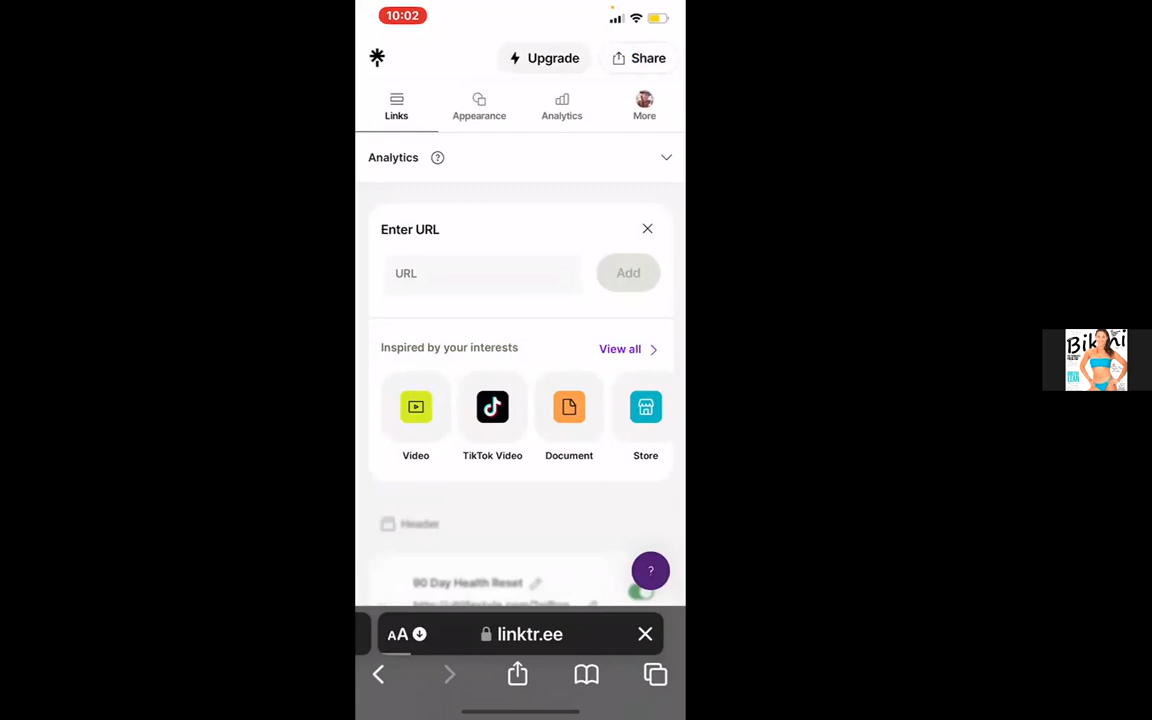 10:02
Upgrade
Share
Links
Appearance
Analytics
More
Analytics ?
Enter URL
URL
Add
Inspired by your interests
View all
Video
TikTok Video
Document
Store
Header
90 Day Health Reset
?
AA
linktr.ee
Bikini